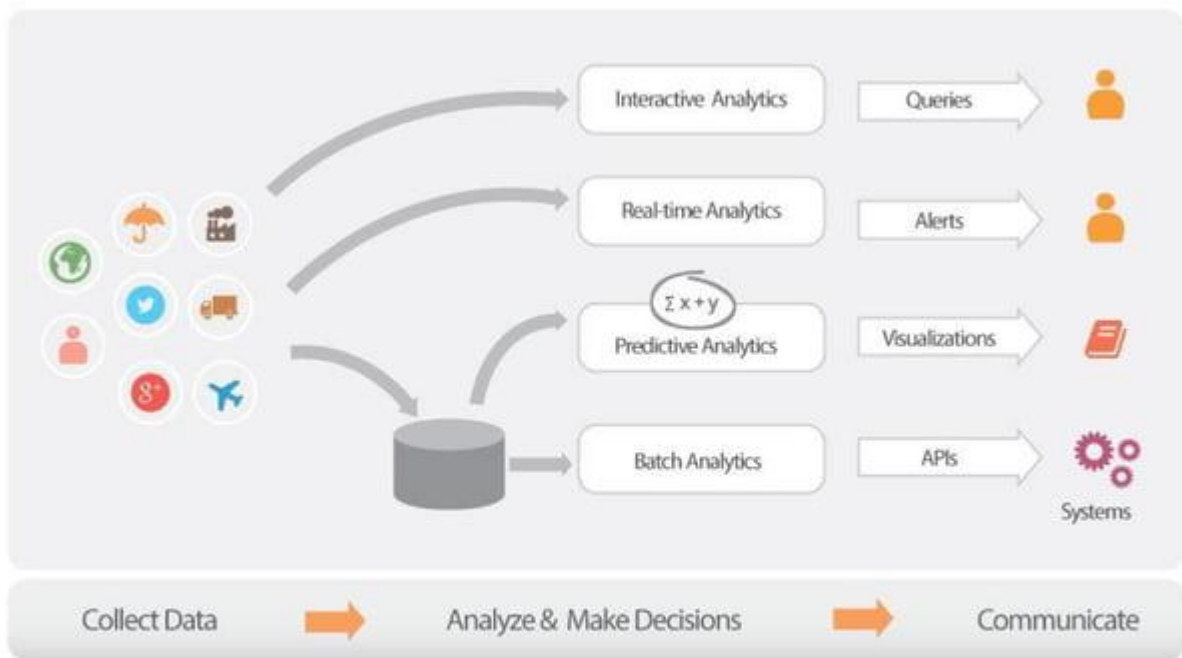 Interactive Analytics
Queries
Real-time Analytics
Alerts
Σ x + y
Predictive Analytics
Visualizations
g+
Batch Analytics
APIs
Systems
Collect Data
Analyze & Make Decisions
Communicate